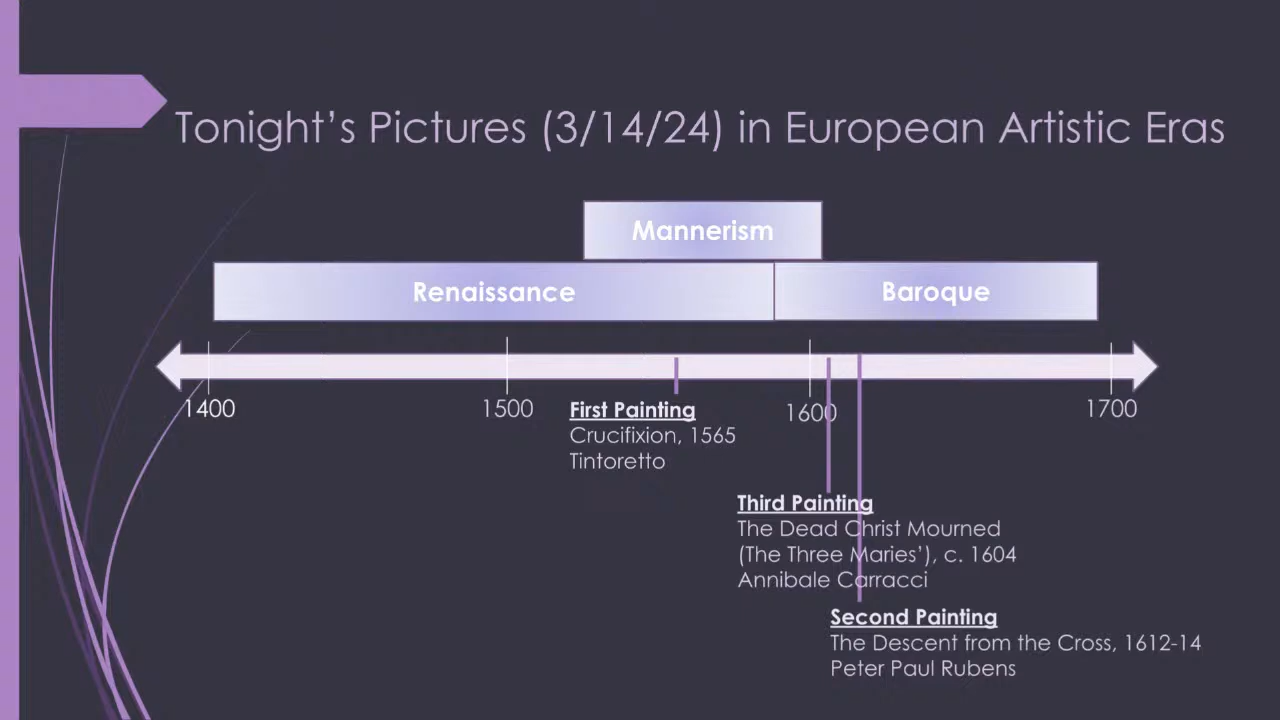 Tonight’s Pictures (3/14/24) in European Artistic Eras
Mannerism
Renaissance
Baroque
1400
1500
1600
1700
First Painting
Crucifixion, 1565
Tintoretto
Third Painting
The Dead Christ Mourned
(The Three Maries’), c. 1604
Annibale Carracci
Second Painting
The Descent from the Cross, 1612-14
Peter Paul Rubens